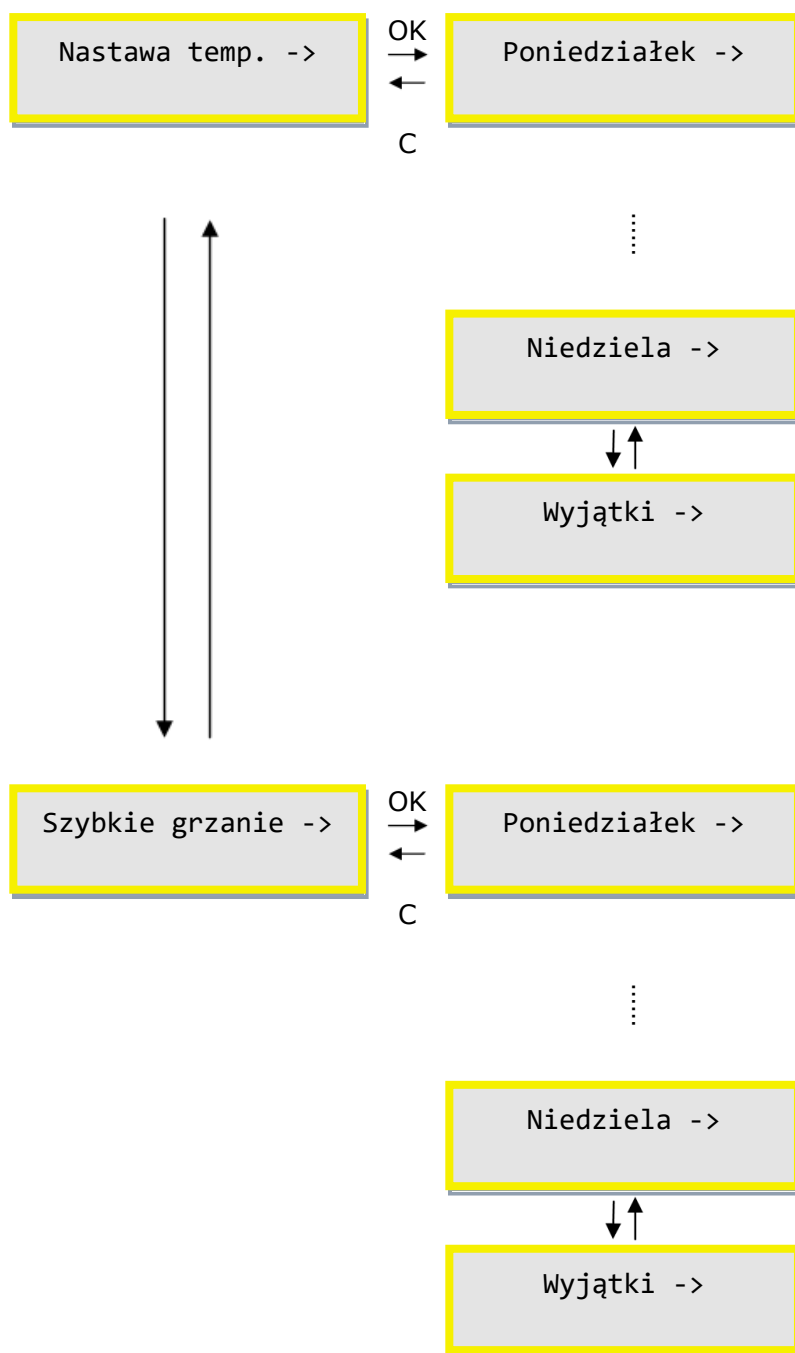 Nastawa temp. ->
OK
C
Poniedziałek ->
Niedziela ->
Wyjątki ->
Szybkie grzanie ->
OK
C
Poniedziałek ->
Niedziela ->
Wyjątki ->